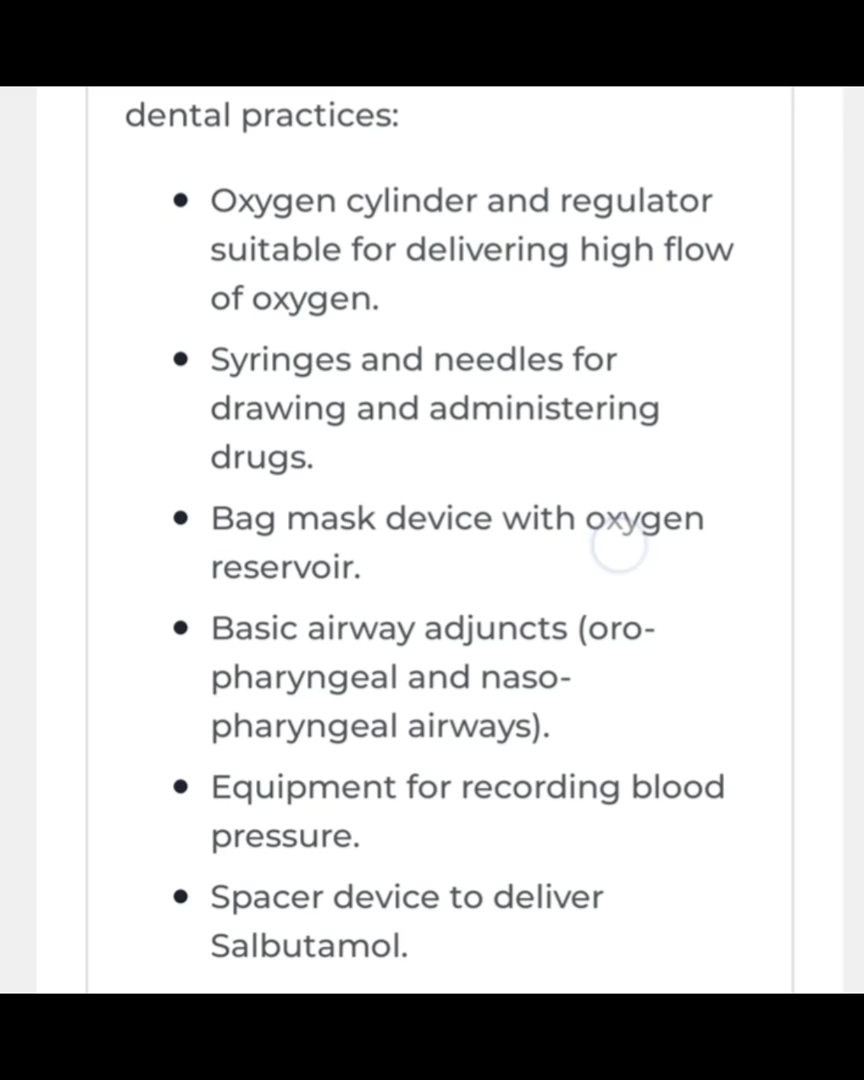 dental practices:
• Oxygen cylinder and regulator
suitable for delivering high flow
of oxygen.
• Syringes and needles for
drawing and administering
drugs.
• Bag mask device with oxygen
reservoir.
• Basic airway adjuncts (oro-
pharyngeal and naso-
pharyngeal airways).
• Equipment for recording blood
pressure.
• Spacer device to deliver
Salbutamol.